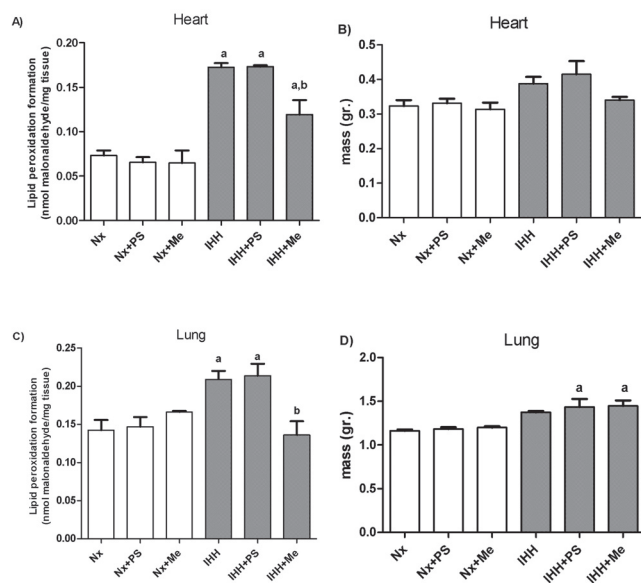 A)
Heart
Lipid peroxidation formation
(nmol malonaldehyde/mg tissue)
0.20
0.15
0.10
0.05
0.00
a
a
a,b
Nx
Nx+PS
Nx+Me
IHH
IHH+PS
IHH+Me
B)
Heart
mass (gr.)
0.5
0.4
0.3
0.2
0.1
0.0
Nx
Nx+PS
Nx+Me
IHH
IHH+PS
IHH+Me
C)
Lung
Lipid peroxidation formation
(nmol malonaldehyde/mg tissue)
0.25
0.20
0.15
0.10
0.05
0.00
a
a
b
Nx
Nx+PS
Nx+Me
IHH
IHH+PS
IHH+Me
D)
Lung
mass (gr.)
2.0
1.5
1.0
0.5
0.0
a
a
Nx
Nx+PS
Nx+Me
IHH
IHH+PS
IHH+Me